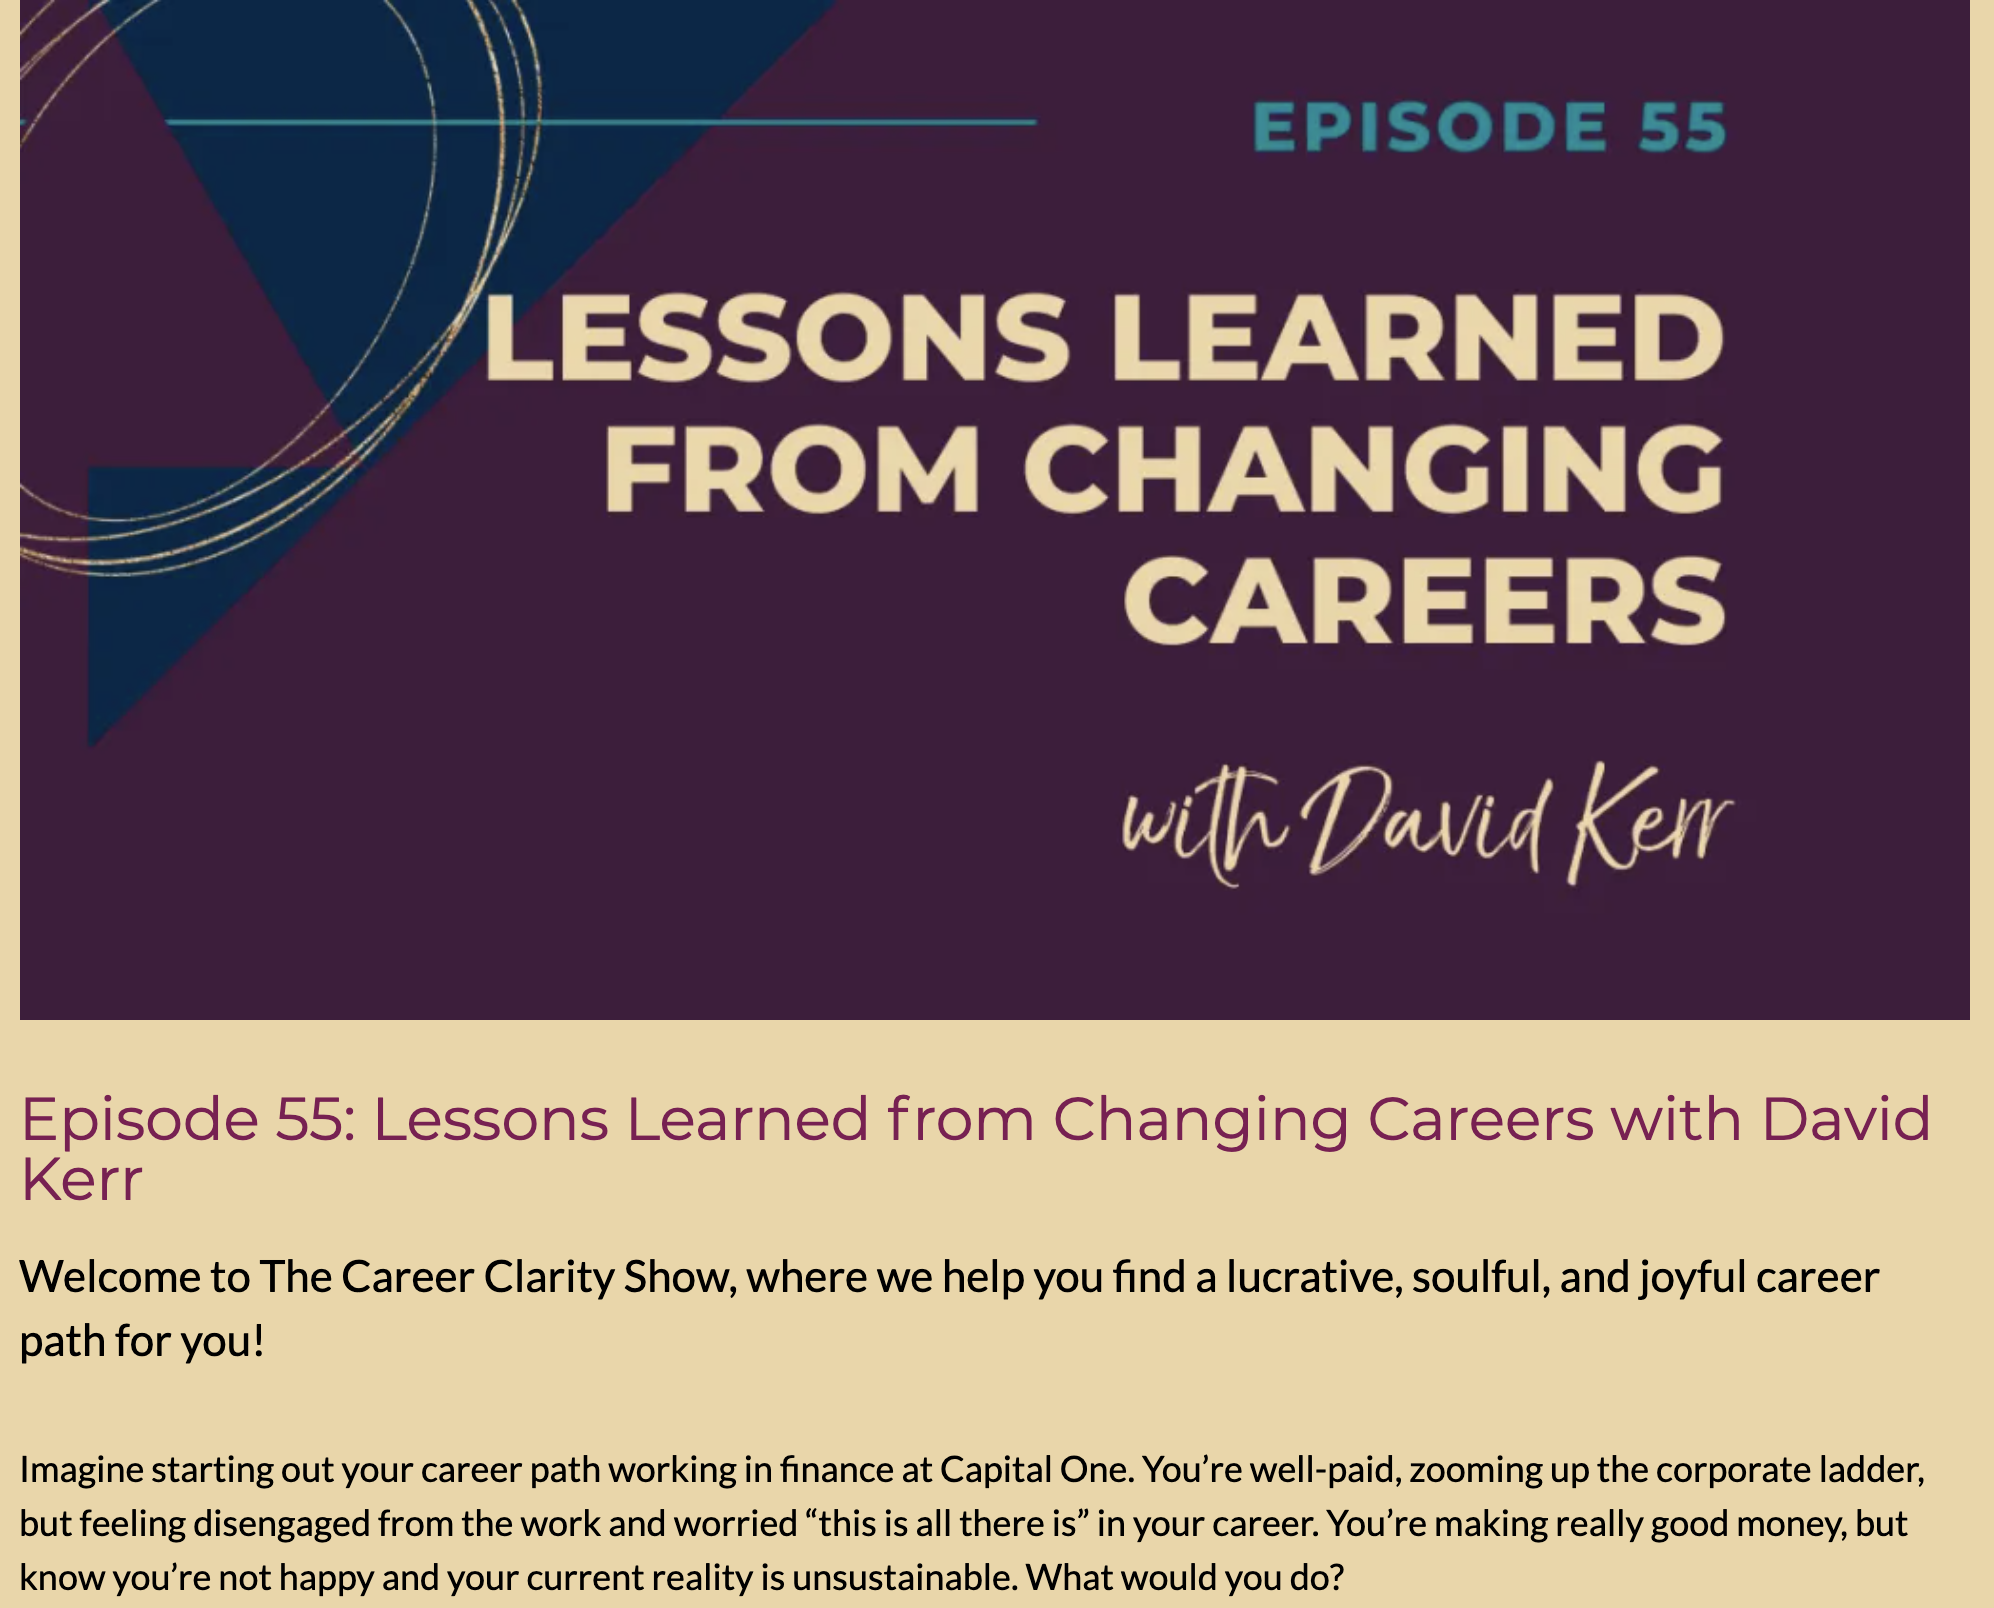 EPISODE 55
LESSONS LEARNED
FROM CHANGING
CAREERS
with David Kerr
Episode 55: Lessons Learned from Changing Careers with David
Kerr
Welcome to The Career Clarity Show, where we help you find a lucrative, soulful, and joyful career
path for you!
Imagine starting out your career path working in finance at Capital One. You’re well-paid, zooming up the corporate ladder,
but feeling disengaged from the work and worried “this is all there is” in your career. You’re making really good money, but
know you’re not happy and your current reality is unsustainable. What would you do?